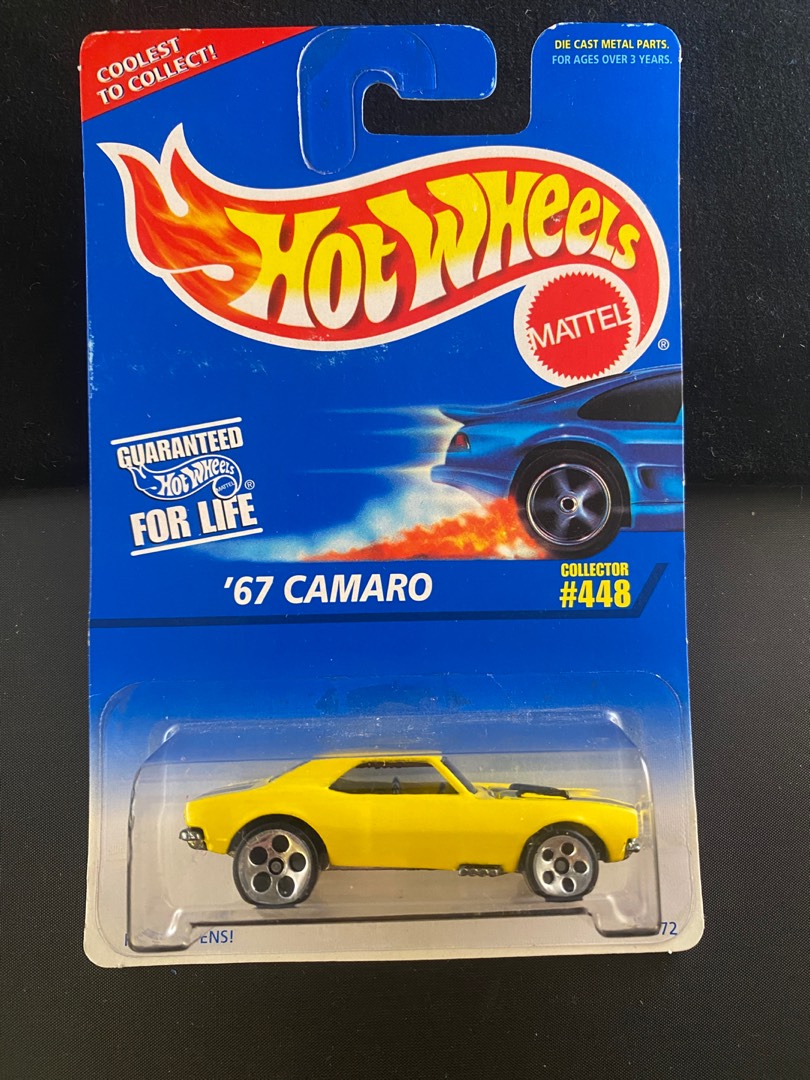 COOLEST
TO COLLECT!
DIE CAST METAL PARTS.
FOR AGES OVER 3 YEARS.
HOT WHEELS
MATTEL
®
GUARANTEED
HOT WHEELS
MATTEL
®
FOR LIFE
'67 CAMARO
COLLECTOR
#448
ENS!
72